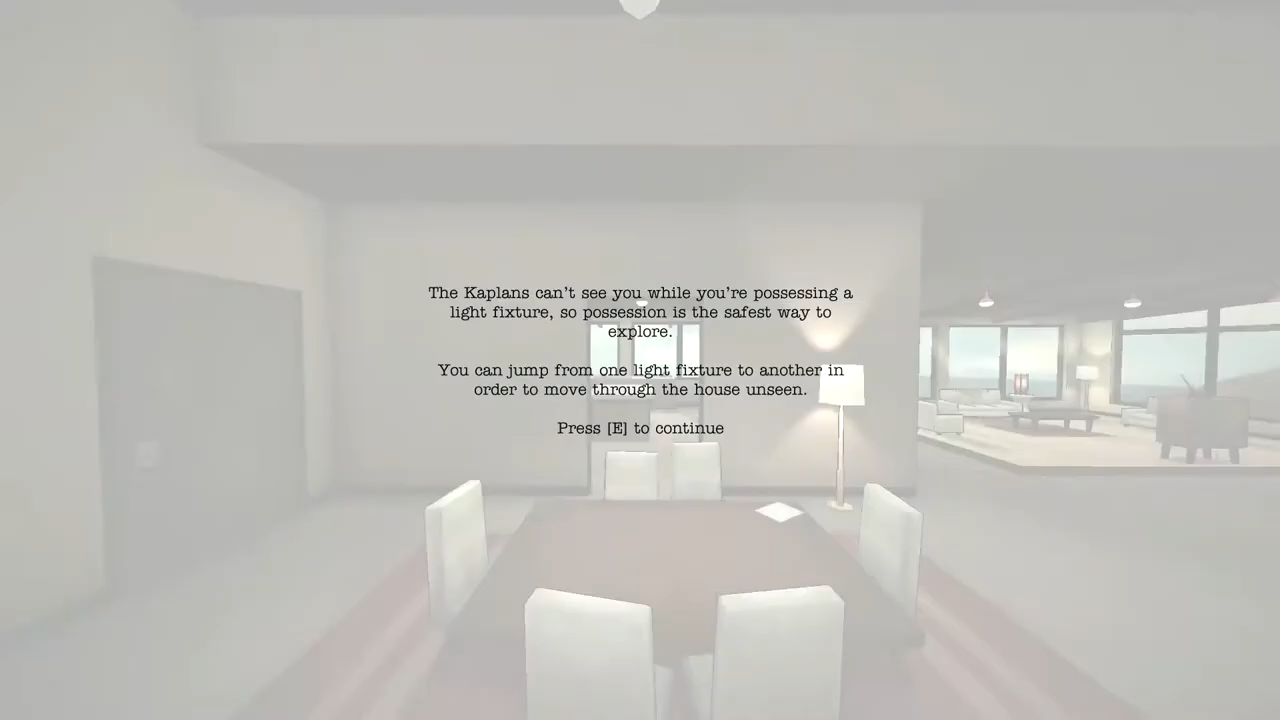 The Kaplans can't see you while you're possessing a
light fixture, so possession is the safest way to
explore.
You can jump from one light fixture to another in
order to move through the house unseen.
Press [E] to continue